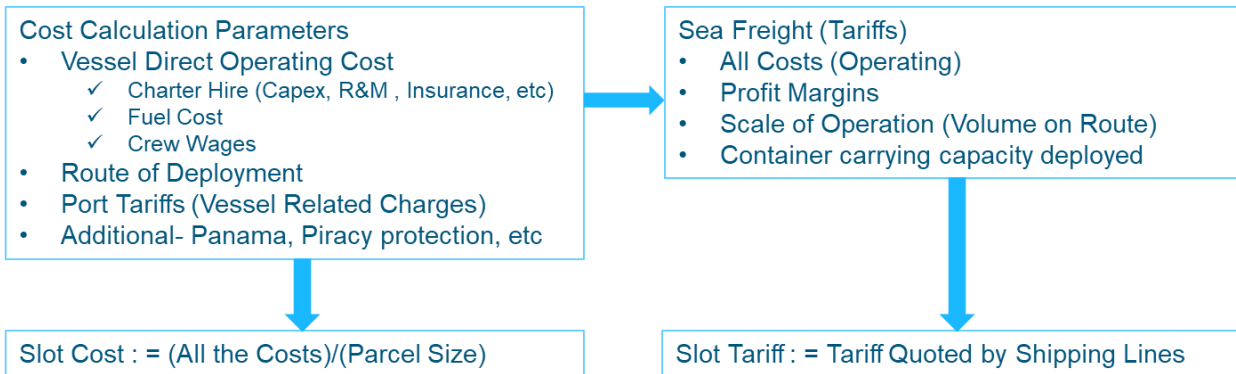 Cost Calculation Parameters
• Vessel Direct Operating Cost
✓ Charter Hire (Capex, R&M , Insurance, etc)
✓ Fuel Cost
✓ Crew Wages
• Route of Deployment
• Port Tariffs (Vessel Related Charges)
• Additional- Panama, Piracy protection, etc
Sea Freight (Tariffs)
• All Costs (Operating)
• Profit Margins
• Scale of Operation (Volume on Route)
• Container carrying capacity deployed
Slot Cost : = (All the Costs)/(Parcel Size)
Slot Tariff : = Tariff Quoted by Shipping Lines